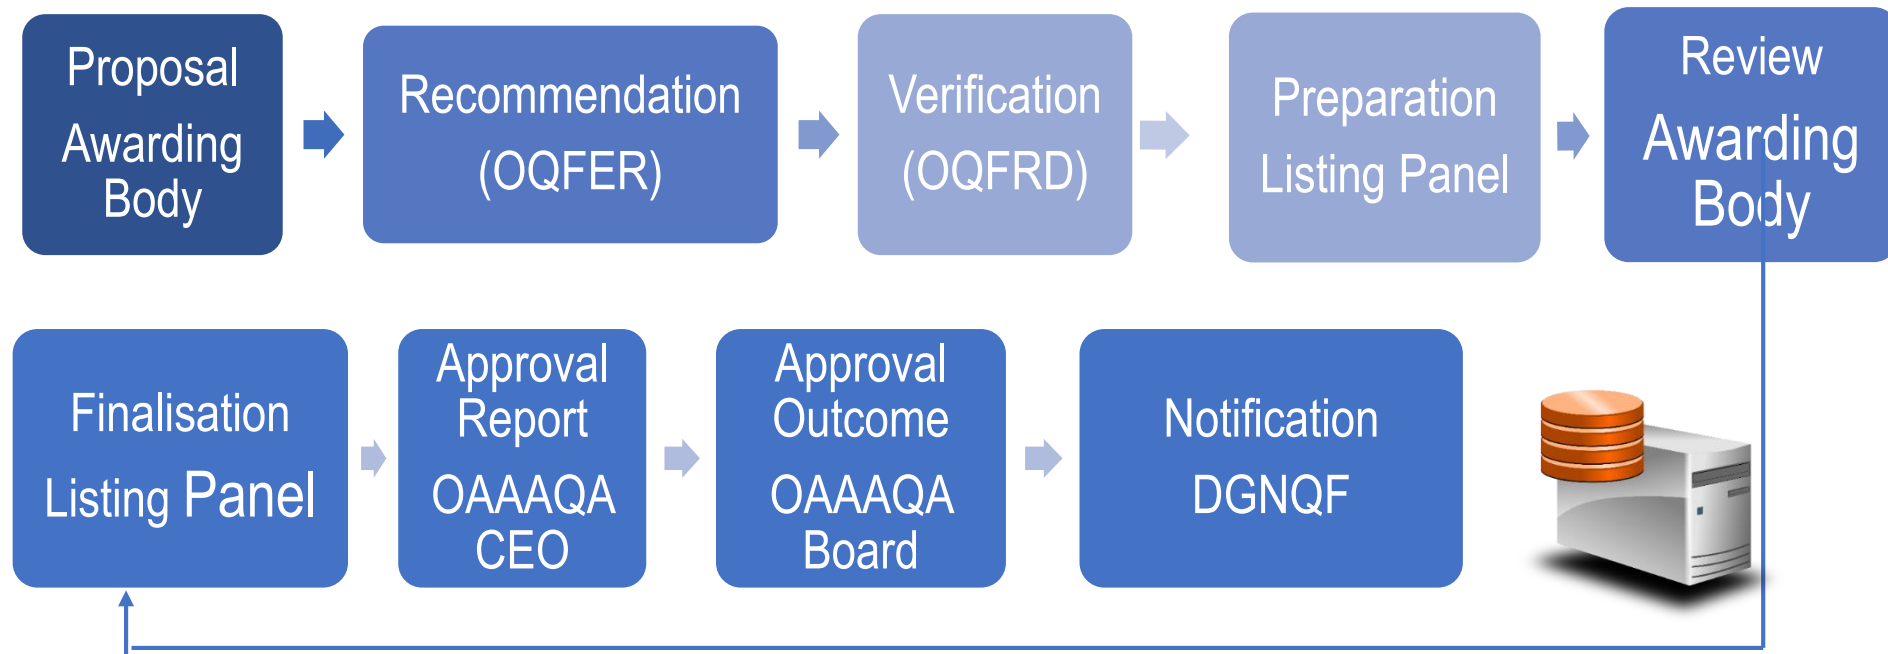 Proposal
Awarding
Body
Recommendation
(OQFER)
Verification
(OQFRD)
Preparation
Listing Panel
Review
Awarding
Body
Finalisation
Listing Panel
Approval
Report
OAAAQA
CEO
Approval
Outcome
OAAAQA
Board
Notification
DGNQF